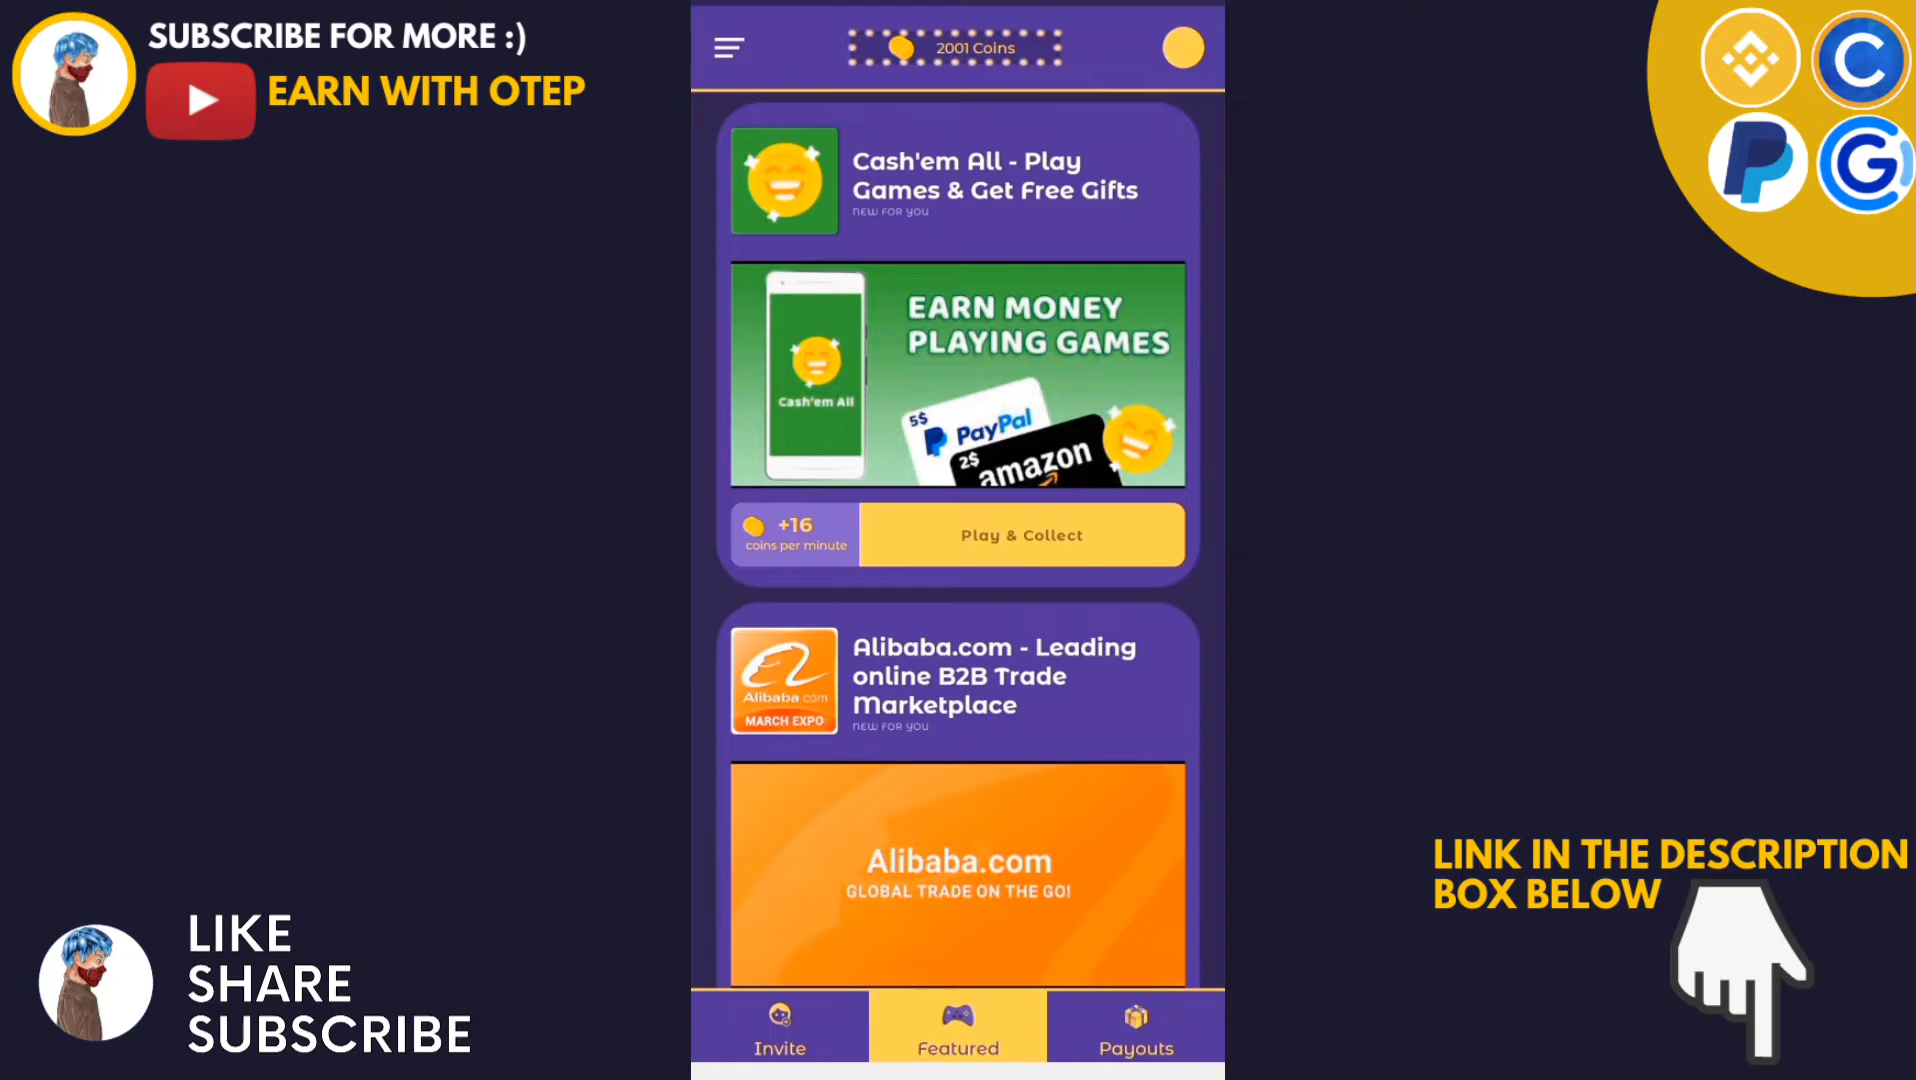 SUBSCRIBE FOR MORE :)
EARN WITH OTEP
2001 Coins
Cash'em All - Play
Games & Get Free Gifts
NEW FOR YOU
EARN MONEY
PLAYING GAMES
Cash'em All
5$
PayPal
2$
amazon
+16
coins per minute
Play & Collect
Alibaba.com
MARCH EXPO
Alibaba.com - Leading
online B2B Trade
Marketplace
NEW FOR YOU
Alibaba.com
GLOBAL TRADE ON THE GO!
LINK IN THE DESCRIPTION
BOX BELOW
LIKE
SHARE
SUBSCRIBE
Invite
Featured
Payouts